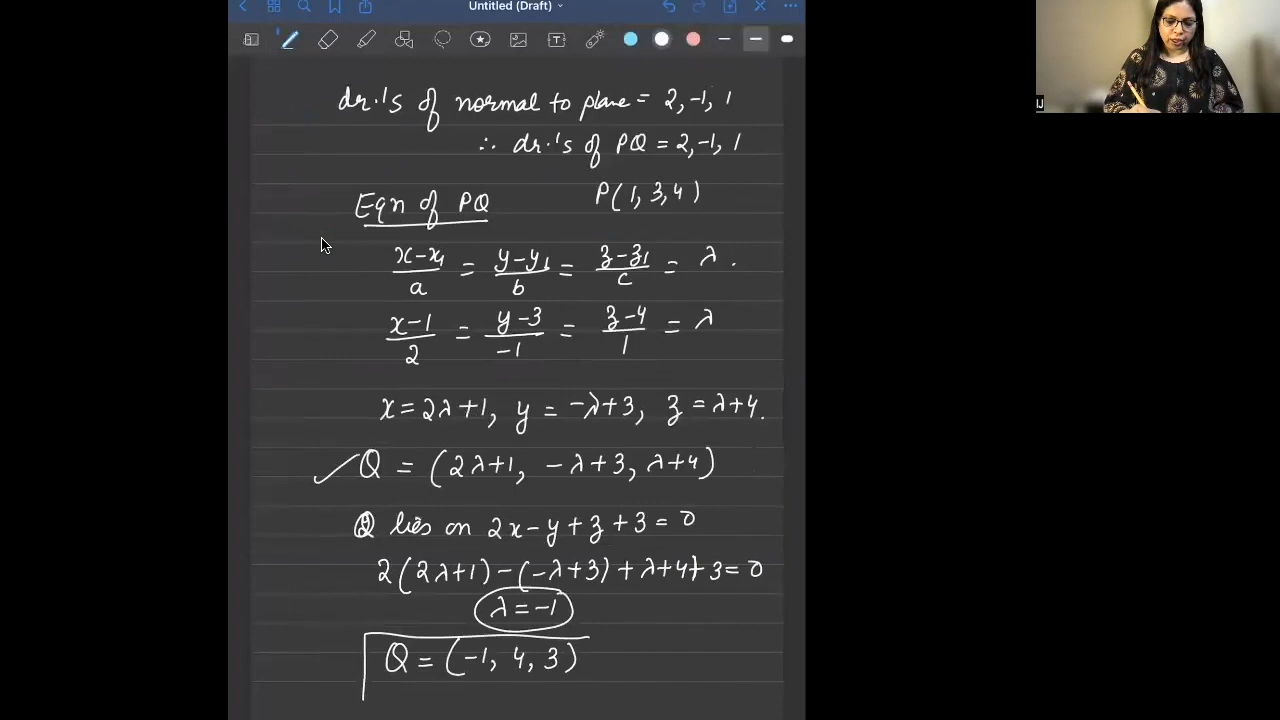 Untitled (Draft)
dr.'s of normal to plane = 2, -1, 1
∴ dr.'s of PQ = 2, -1, 1
Eqn of PQ P(1, 3, 4)
x-x₁/a = y-y₁/b = z-z₁/c = λ.
x-1/2 = y-3/-1 = z-4/1 = λ
x = 2λ+1, y = -λ+3, z = λ+4.
✓ Q = (2λ+1, -λ+3, λ+4)
Q lies on 2x-y+z+3=0
2(2λ+1)-(-λ+3)+λ+4+3=0
λ = -1
Q = (-1, 4, 3)
IJ